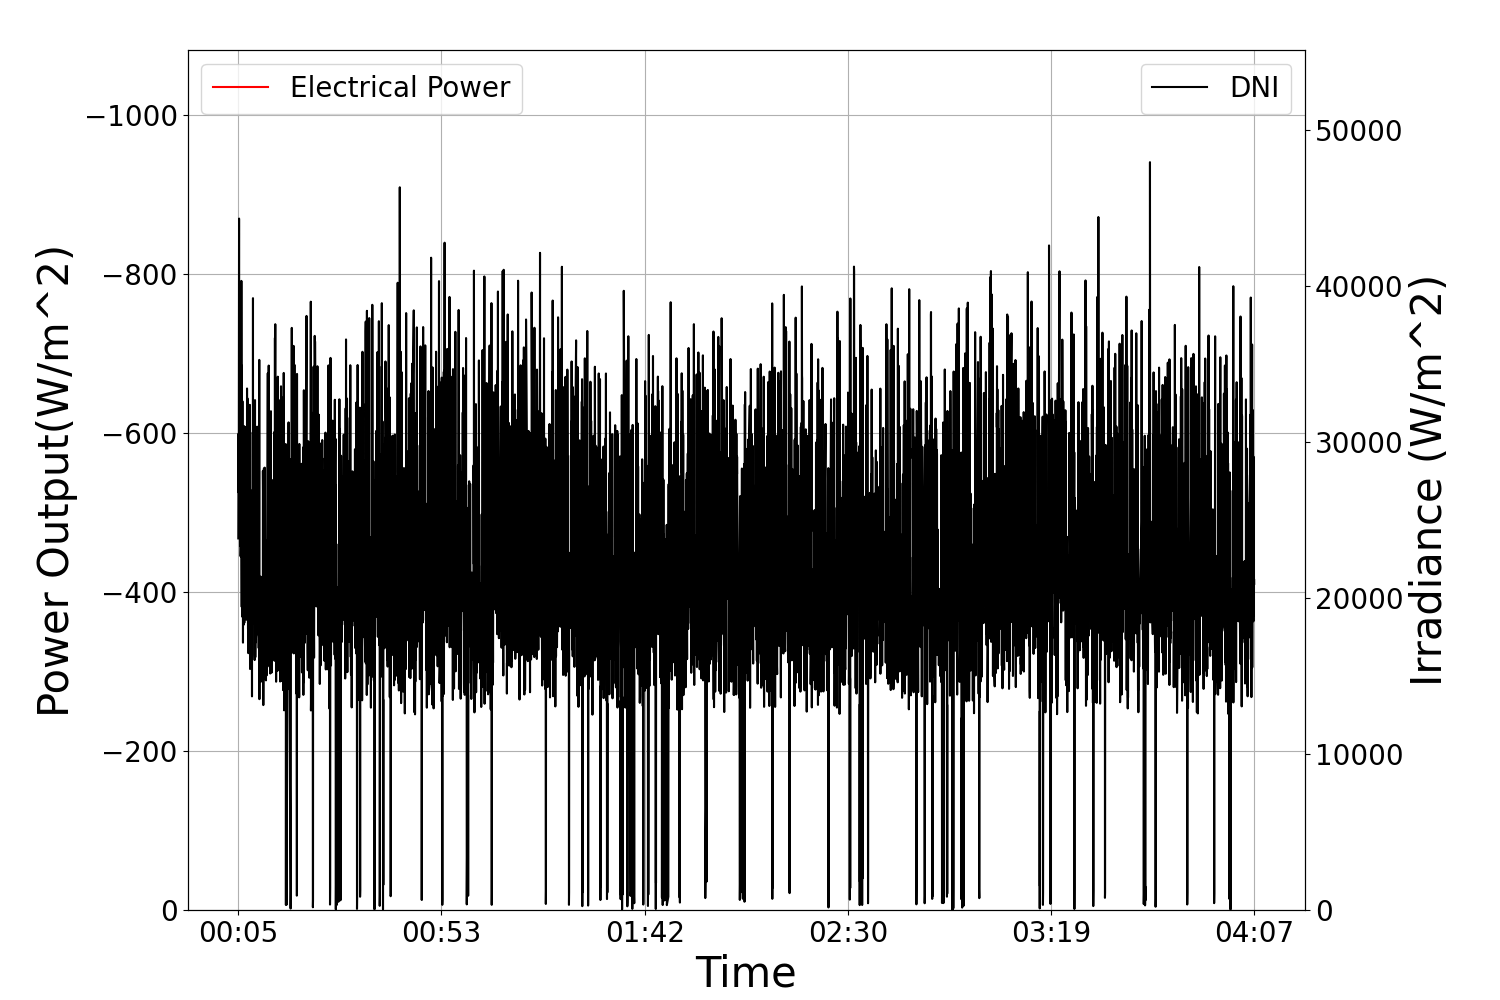 Electrical Power
DNI
Power Output(W/m^2)
−1000
−800
−600
−400
−200
0
50000
40000
30000
20000
10000
0
Irradiance (W/m^2)
00:05 00:53 01:42 02:30 03:19 04:07
Time